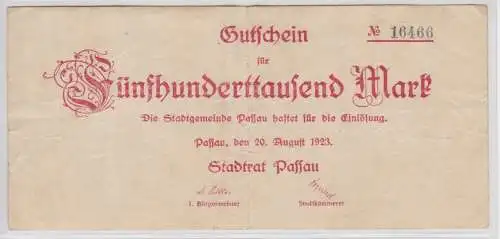 Gutschein
№ 16466
für
Fünfhunderttausend Mark
Die Stadtgemeinde Passau haftet für die Einlösung.
Passau, den 20. August 1923.
Stadtrat Passau
1. Bürgermeister
Stadtkämmerer